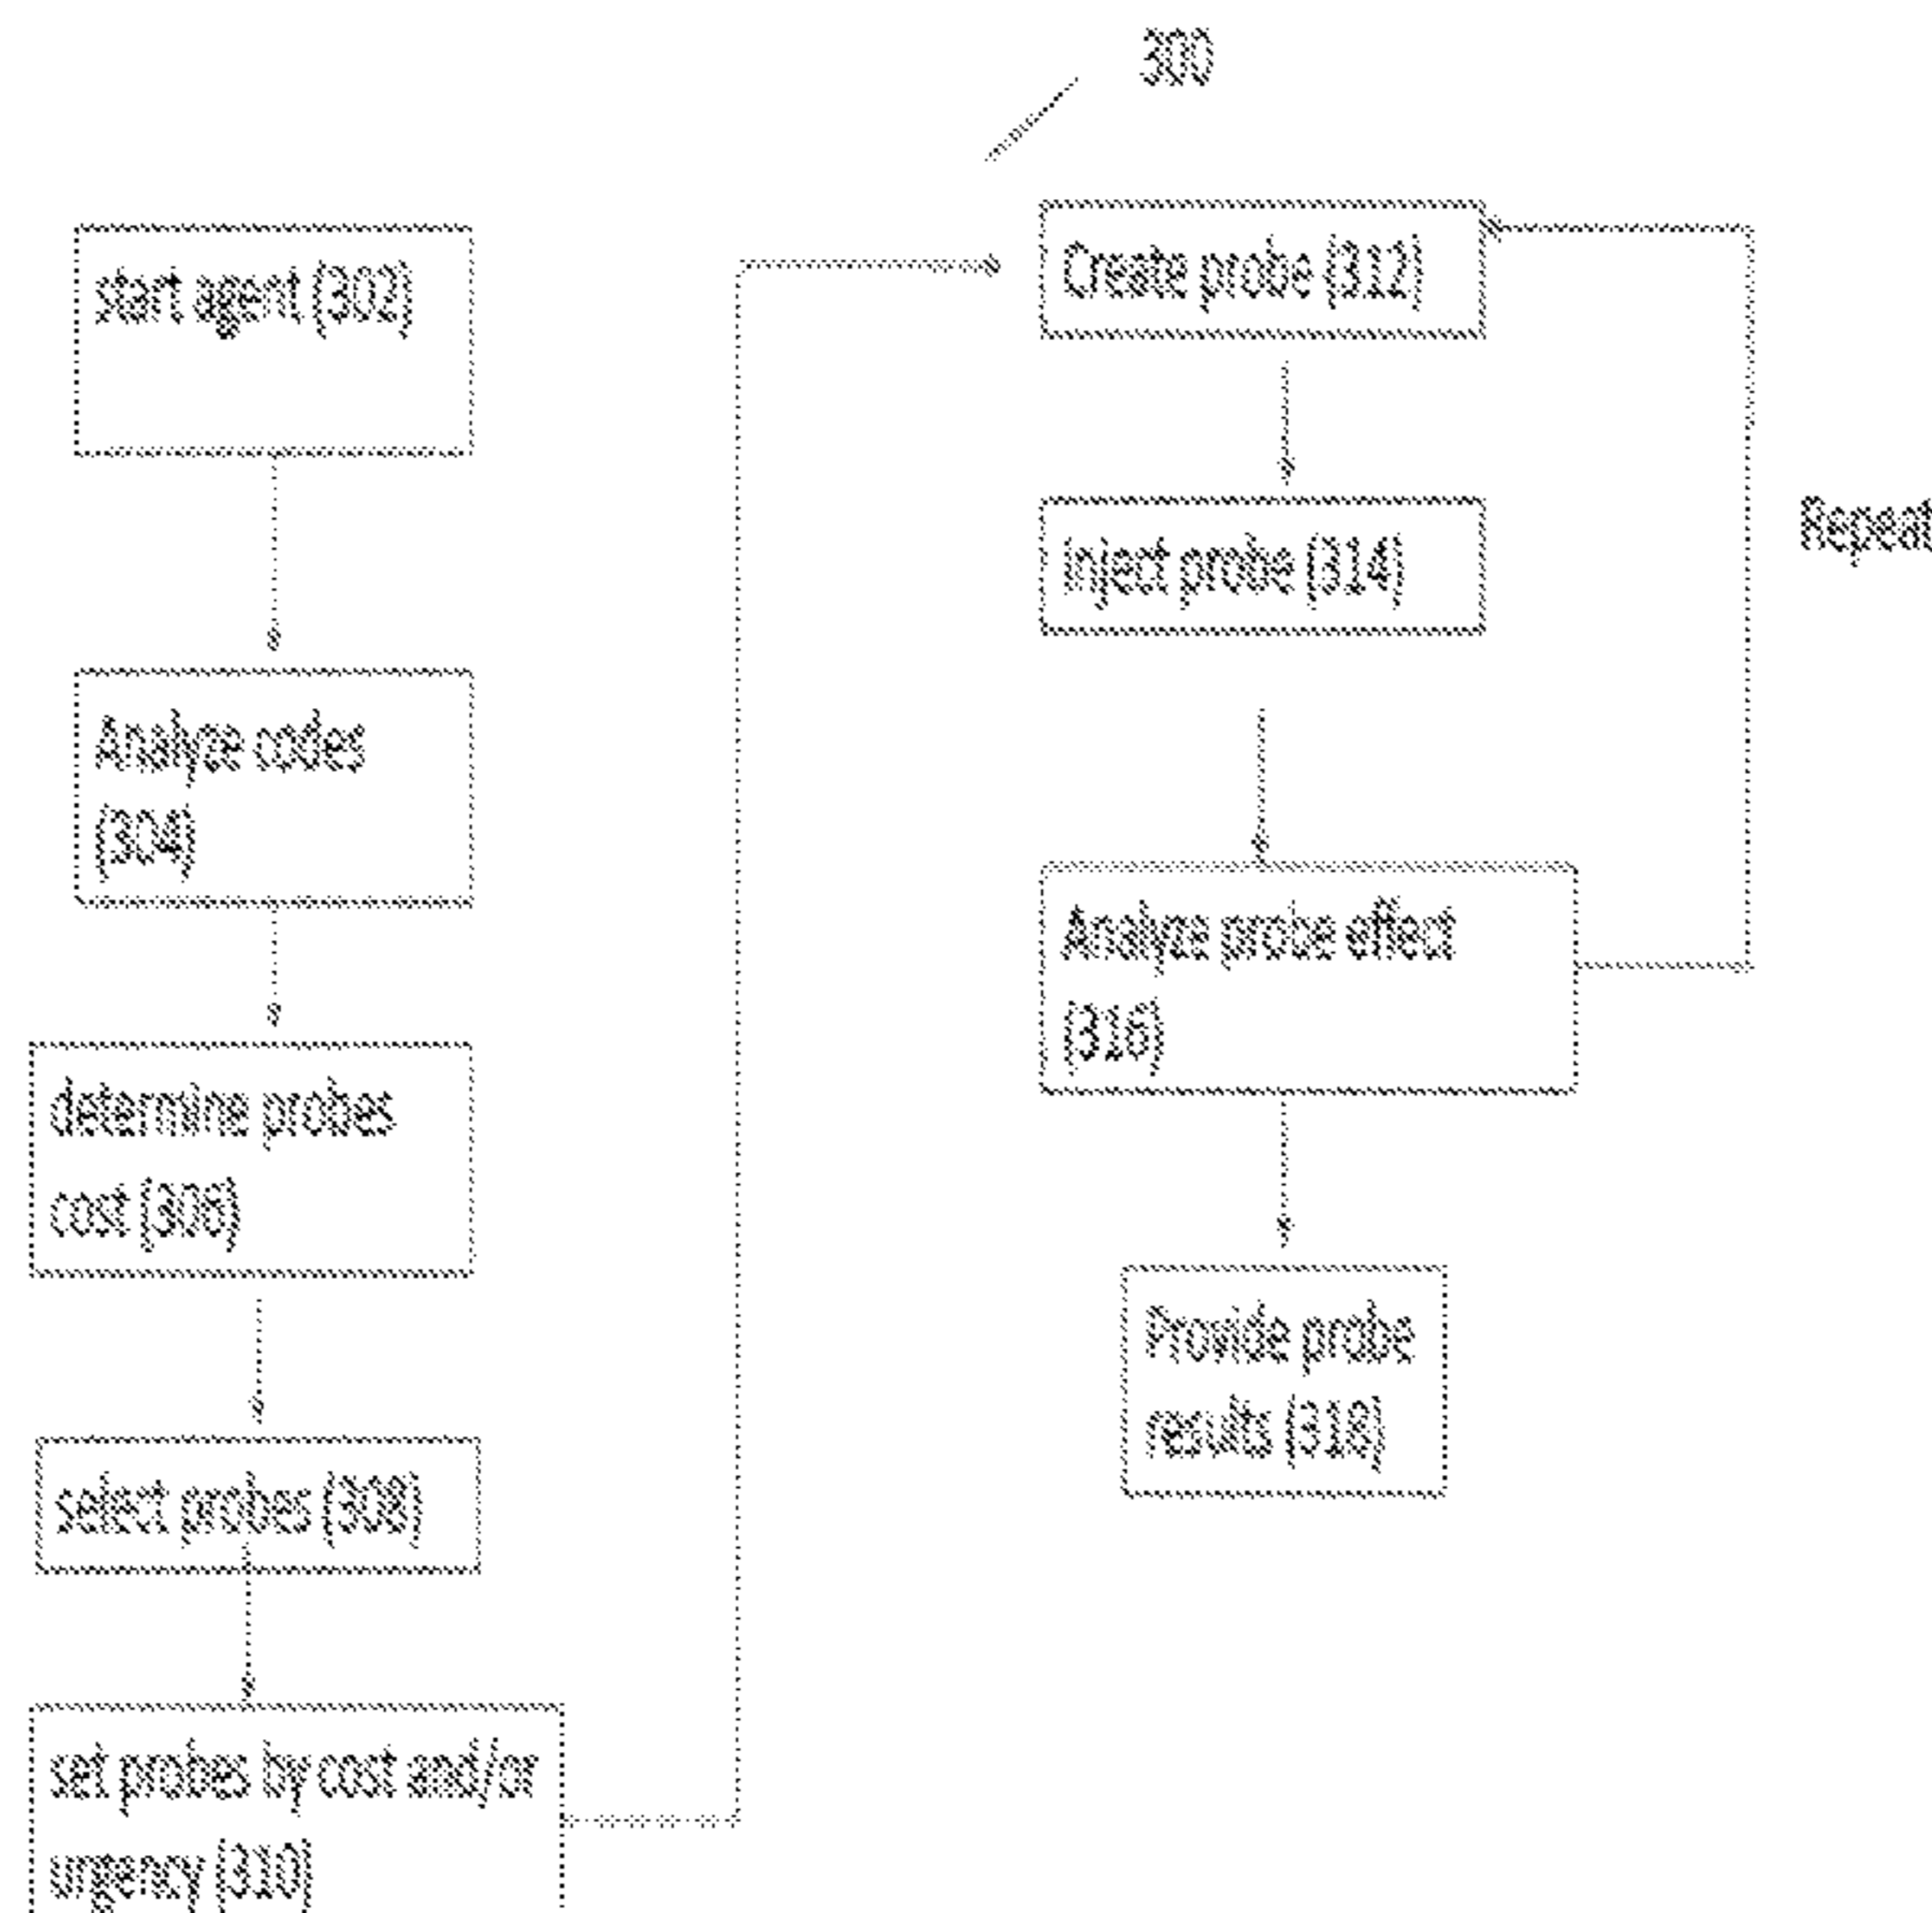 300
start agent (302)
Analyze codes
(304)
determine probes
cost (306)
select probes (308)
set probes by cost and/or
urgency (310)
Create probe (312)
inject probe (314)
Analyze probe effect
(316)
Provide probe
results (318)
Repeat